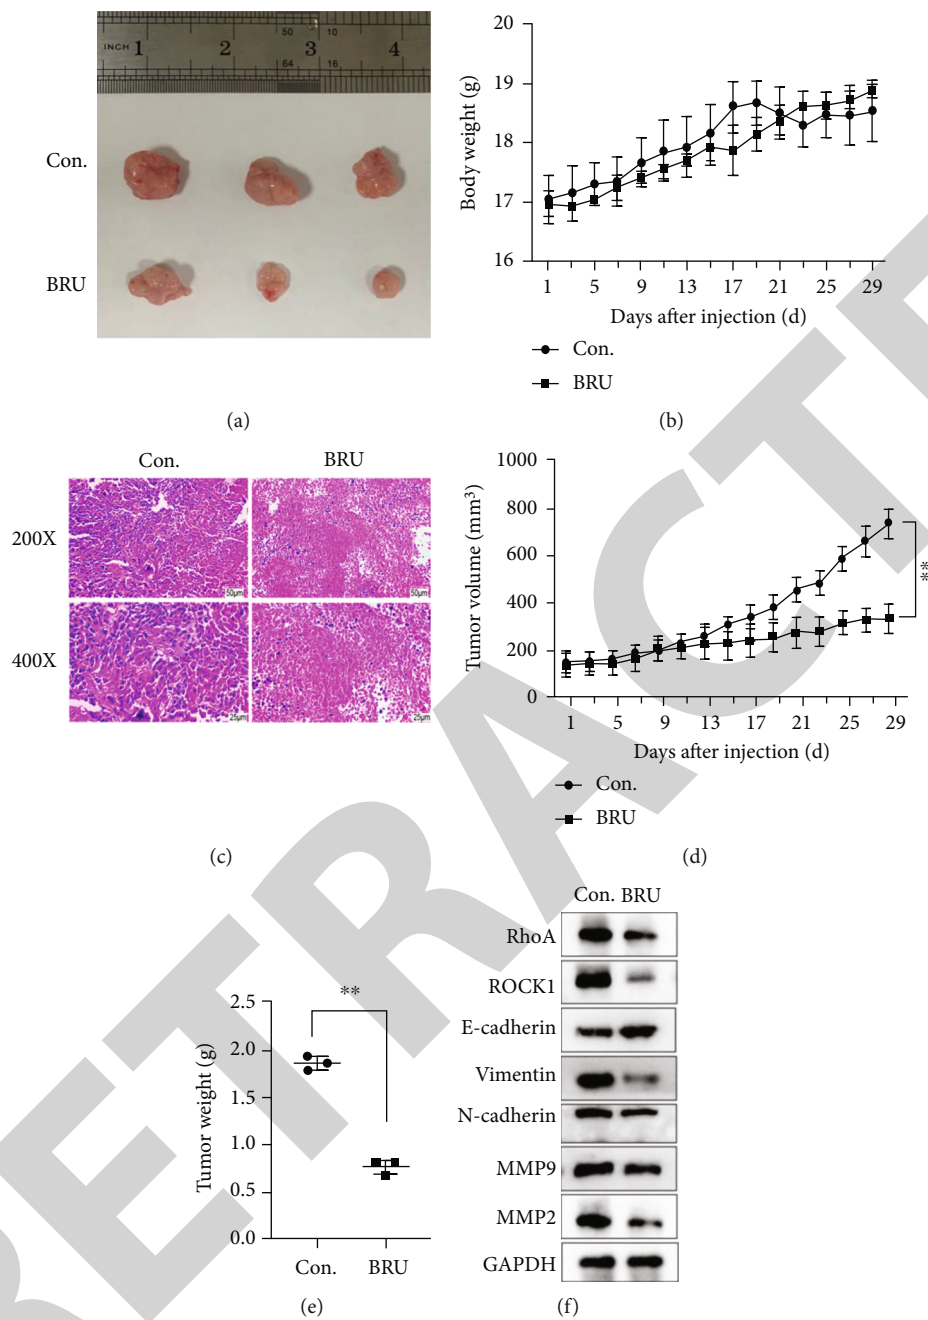 INCH 1 2 50 3 10 4
64 16
Con.
BRU
(a)
Body weight (g)
20
19
18
17
16
1 5 9 13 17 21 25 29
Days after injection (d)
Con.
BRU
(b)
Con. BRU
200X
50μm 50μm
400X
25μm 25μm
(c)
Tumor volume (mm³)
1000
800
600
400
200
0
**
1 5 9 13 17 21 25 29
Days after injection (d)
Con.
BRU
(d)
Tumor weight (g)
2.5
2.0
1.5
1.0
0.5
0.0
**
Con. BRU
(e)
Con. BRU
RhoA
ROCK1
E-cadherin
Vimentin
N-cadherin
MMP9
MMP2
GAPDH
(f)
RETRACTE